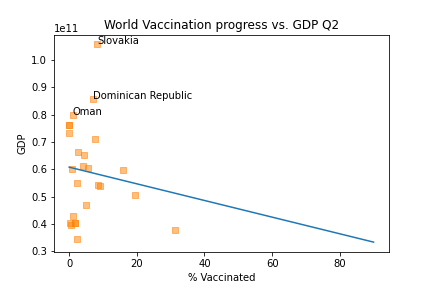 World Vaccination progress vs. GDP Q2
1e11
Slovakia
Dominican Republic
Oman
1.0
0.9
0.8
0.7
0.6
0.5
0.4
0.3
GDP
0 20 40 60 80
% Vaccinated